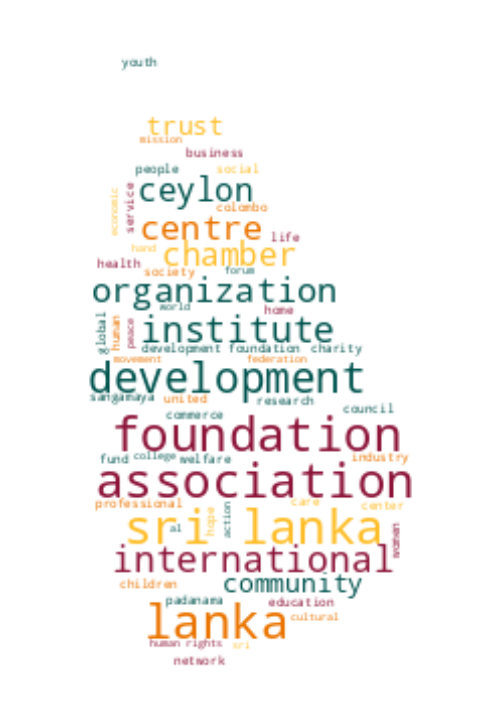 youth
trust
mission
business
people social
ceylon
economic
service
colombo
centre
life
hand chamber
health
society forum
organization
world
home
global
human
peace
institute
development foundation charity
movement federation
development
sangamaya united
research
council
commerce
foundation
fund college welfare
industry
association
professional care center
sri lanka
al
hope
action
women
international
children community
padanama education
lanka
cultural
human rights sri
network